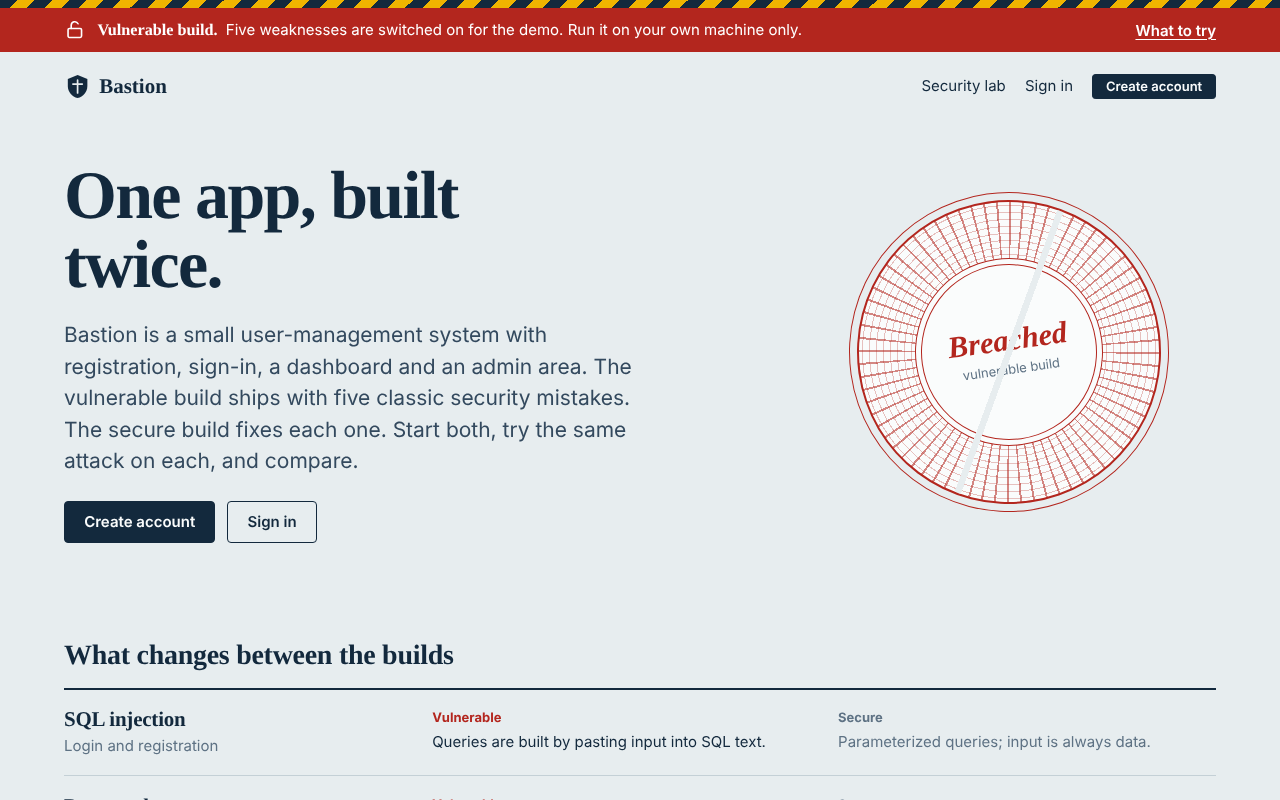 Vulnerable build. Five weaknesses are switched on for the demo. Run it on your own machine only.
What to try
Bastion
Security lab
Sign in
Create account
One app, built
twice.
Bastion is a small user-management system with
registration, sign-in, a dashboard and an admin area. The
vulnerable build ships with five classic security mistakes.
The secure build fixes each one. Start both, try the same
attack on each, and compare.
Create account
Sign in
Breached
vulnerable build
What changes between the builds
SQL injection
Login and registration
Vulnerable
Queries are built by pasting input into SQL text.
Secure
Parameterized queries; input is always data.